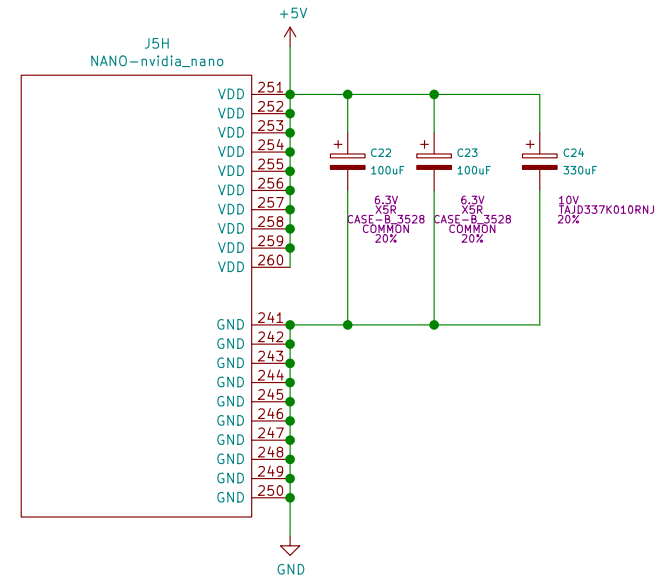 +5V
J5H
NANO-nvidia_nano
VDD 251
VDD 252
VDD 253
VDD 254
VDD 255
VDD 256
VDD 257
VDD 258
VDD 259
VDD 260
GND 241
GND 242
GND 243
GND 244
GND 245
GND 246
GND 247
GND 248
GND 249
GND 250
+
C22
100uF
6.3V
X5R
CASE-B_3528
COMMON
20%
+
C23
100uF
6.3V
X5R
CASE-B_3528
COMMON
20%
+
C24
330uF
10V
TAJD337K010RNJ
20%
GND